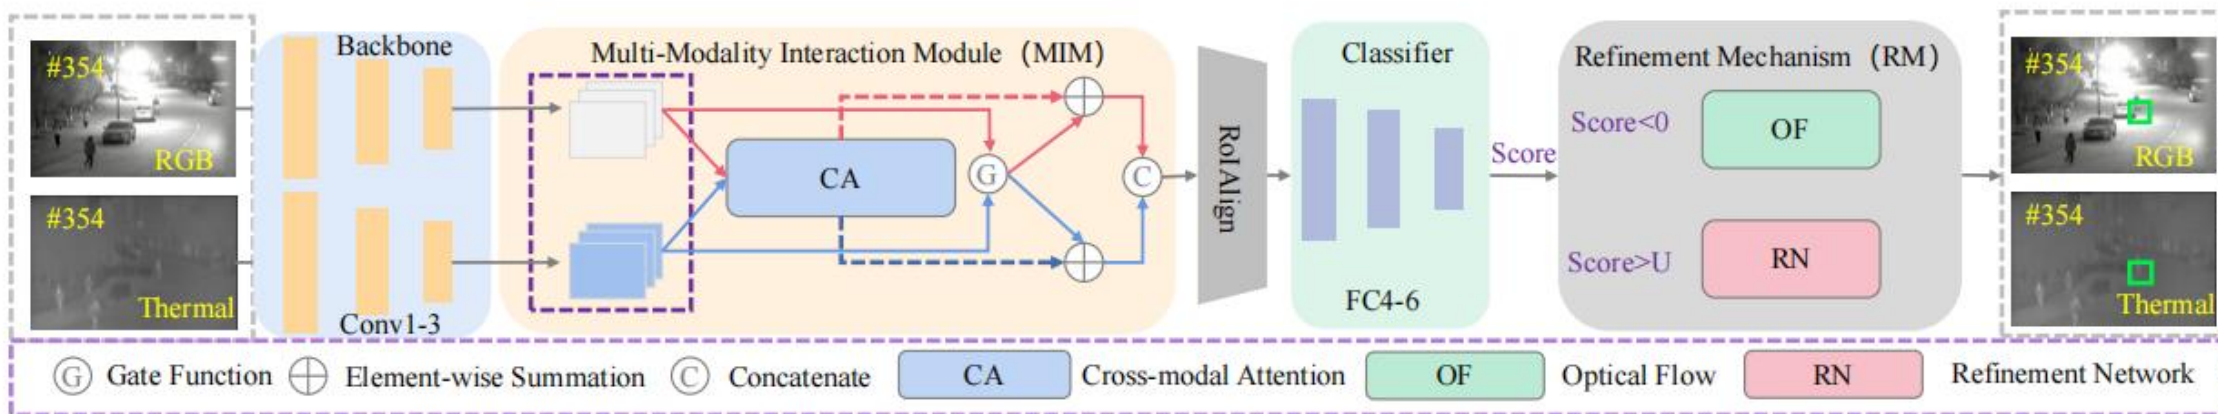 #354
RGB
#354
Thermal
Backbone
Conv1-3
Multi-Modality Interaction Module（MIM）
CA
G
C
RoIAlign
Classifier
FC4-6
Score
Refinement Mechanism（RM）
Score<0
OF
Score>U
RN
#354
RGB
#354
Thermal
G Gate Function
Element-wise Summation
C Concatenate
CA Cross-modal Attention
OF Optical Flow
RN Refinement Network